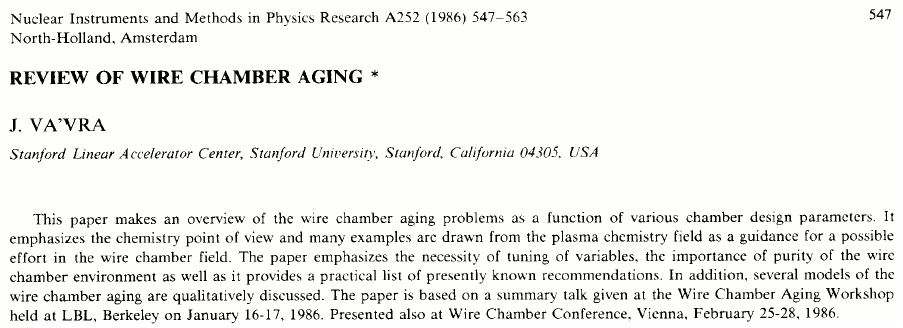 Nuclear Instruments and Methods in Physics Research A252 (1986) 547–563 547
North-Holland, Amsterdam
REVIEW OF WIRE CHAMBER AGING *
J. VA'VRA
Stanford Linear Accelerator Center, Stanford University, Stanford, California 04305, USA
This paper makes an overview of the wire chamber aging problems as a function of various chamber design parameters. It
emphasizes the chemistry point of view and many examples are drawn from the plasma chemistry field as a guidance for a possible
effort in the wire chamber field. The paper emphasizes the necessity of tuning of variables, the importance of purity of the wire
chamber environment as well as it provides a practical list of presently known recommendations. In addition, several models of the
wire chamber aging are qualitatively discussed. The paper is based on a summary talk given at the Wire Chamber Aging Workshop
held at LBL, Berkeley on January 16-17, 1986. Presented also at Wire Chamber Conference, Vienna, February 25-28, 1986.